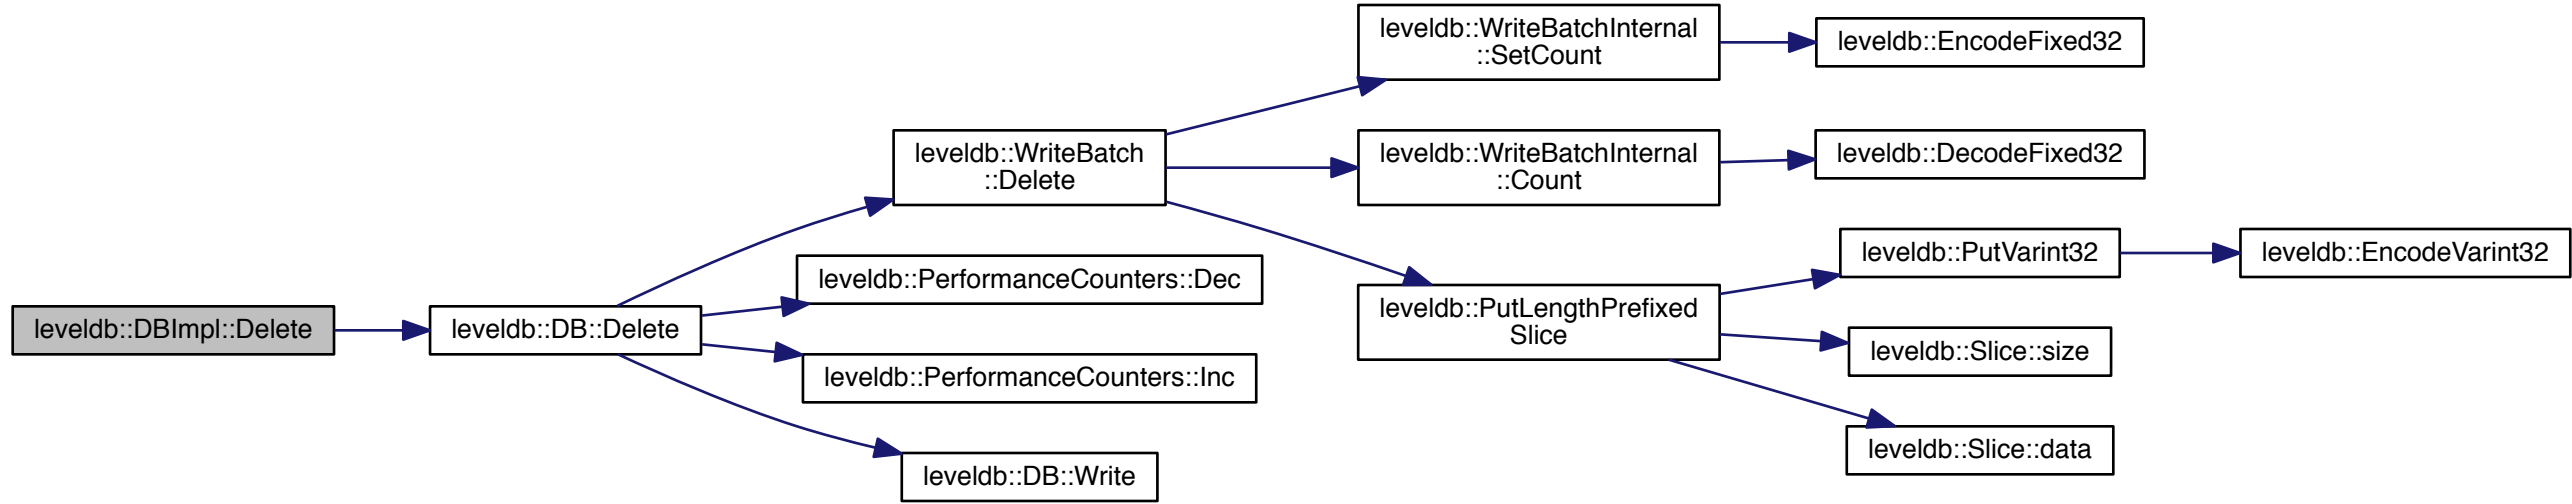 leveldb::DBImpl::Delete
leveldb::DB::Delete
leveldb::WriteBatch
::Delete
leveldb::PerformanceCounters::Dec
leveldb::PerformanceCounters::Inc
leveldb::DB::Write
leveldb::WriteBatchInternal
::SetCount
leveldb::WriteBatchInternal
::Count
leveldb::PutLengthPrefixed
Slice
leveldb::EncodeFixed32
leveldb::DecodeFixed32
leveldb::PutVarint32
leveldb::Slice::size
leveldb::Slice::data
leveldb::EncodeVarint32